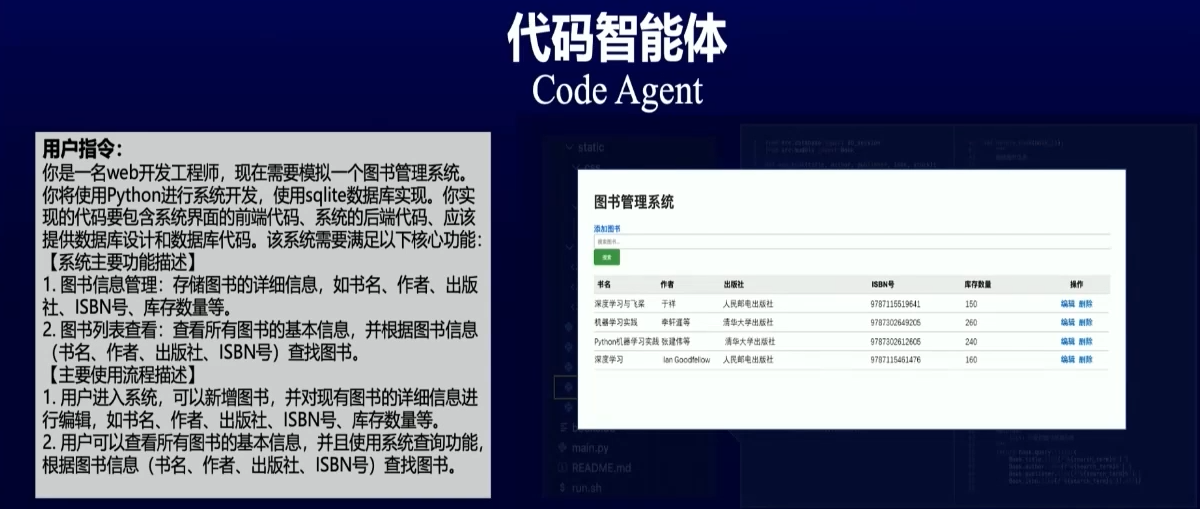 代码智能体
Code Agent
用户指令：
你是一名web开发工程师，现在需要模拟一个图书管理系统。
你将使用Python进行系统开发，使用sqlite数据库实现。你实
现的代码要包含系统界面的前端代码、系统的后端代码、应该
提供数据库设计和数据库代码。该系统需要满足以下核心功能：
【系统主要功能描述】
1. 图书信息管理：存储图书的详细信息，如书名、作者、出版
社、ISBN号、库存数量等。
2. 图书列表查看：查看所有图书的基本信息，并根据图书信息
（书名、作者、出版社、ISBN号）查找图书。
【主要使用流程描述】
1. 用户进入系统，可以新增图书，并对现有图书的详细信息进
行编辑，如书名、作者、出版社、ISBN号、库存数量等。
2. 用户可以查看所有图书的基本信息，并且使用系统查询功能，
根据图书信息（书名、作者、出版社、ISBN号）查找图书。
static
图书管理系统
添加图书
搜索图书...
搜索
书名 作者 出版社 ISBN号 库存数量 操作
深度学习与飞桨 于祥 人民邮电出版社 9787115519641 150 编辑 删除
机器学习实践 李轩涯等 清华大学出版社 9787302649205 260 编辑 删除
Python机器学习实践 张建伟等 清华大学出版社 9787302612605 240 编辑 删除
深度学习 Ian Goodfellow 人民邮电出版社 9787115461476 160 编辑 删除
main.py
README.md
run.sh